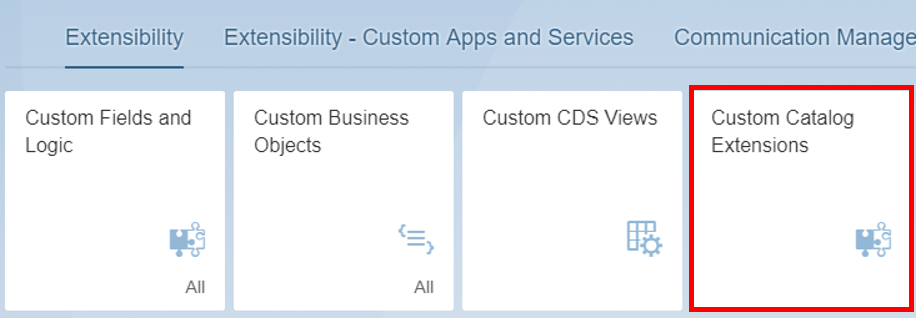 Extensibility
Extensibility - Custom Apps and Services
Communication Manage
Custom Fields and
Logic
All
Custom Business
Objects
All
Custom CDS Views
Custom Catalog
Extensions